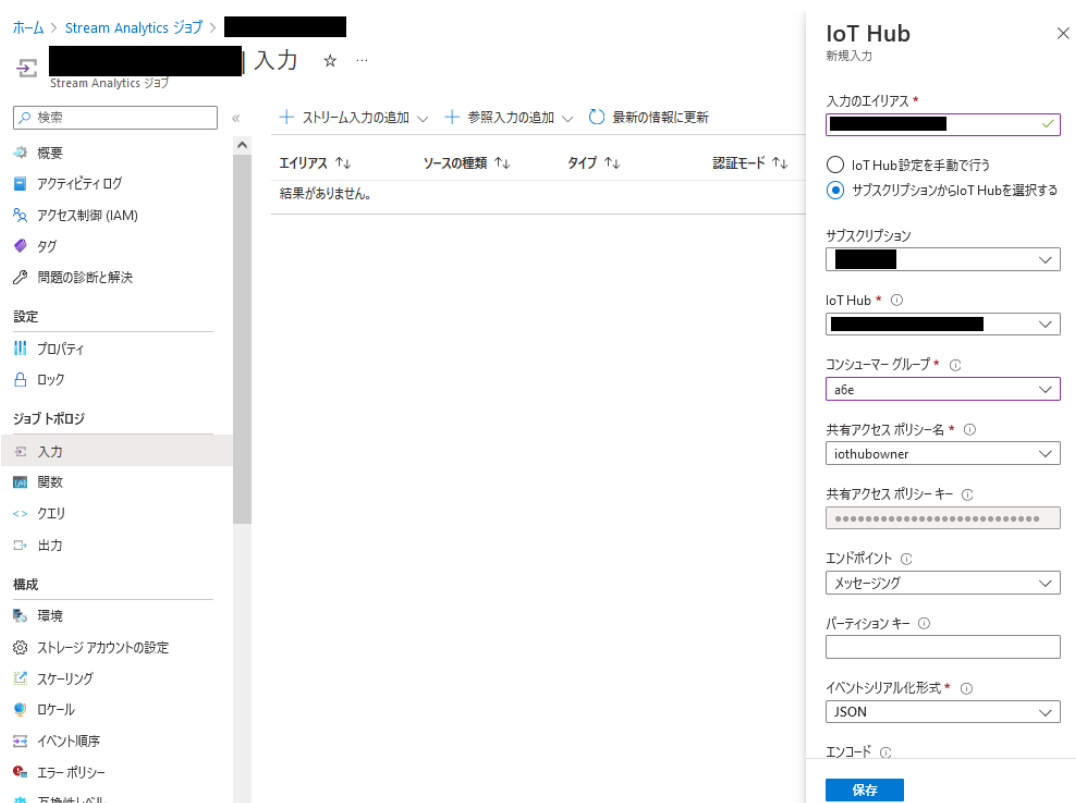 ホーム > Stream Analytics ジョブ >
| 入力 ☆ …
Stream Analytics ジョブ
検索
«
概要
アクティビティ ログ
アクセス制御 (IAM)
タグ
問題の診断と解決
設定
プロパティ
ロック
ジョブ トポロジ
入力
関数
クエリ
出力
構成
環境
ストレージ アカウントの設定
スケーリング
ロケール
イベント順序
エラー ポリシー
互換性レベル
+ ストリーム入力の追加 + 参照入力の追加 最新の情報に更新
エイリアス ↑↓ ソースの種類 ↑↓ タイプ ↑↓ 認証モード ↑↓
結果がありません。
IoT Hub
新規入力
入力のエイリアス *
IoT Hub設定を手動で行う
サブスクリプションからIoT Hubを選択する
サブスクリプション
IoT Hub *
コンシューマー グループ *
a6e
共有アクセス ポリシー名 *
iothubowner
共有アクセス ポリシー キー
エンドポイント
メッセージング
パーティション キー
イベントシリアル化形式 *
JSON
エンコード
保存